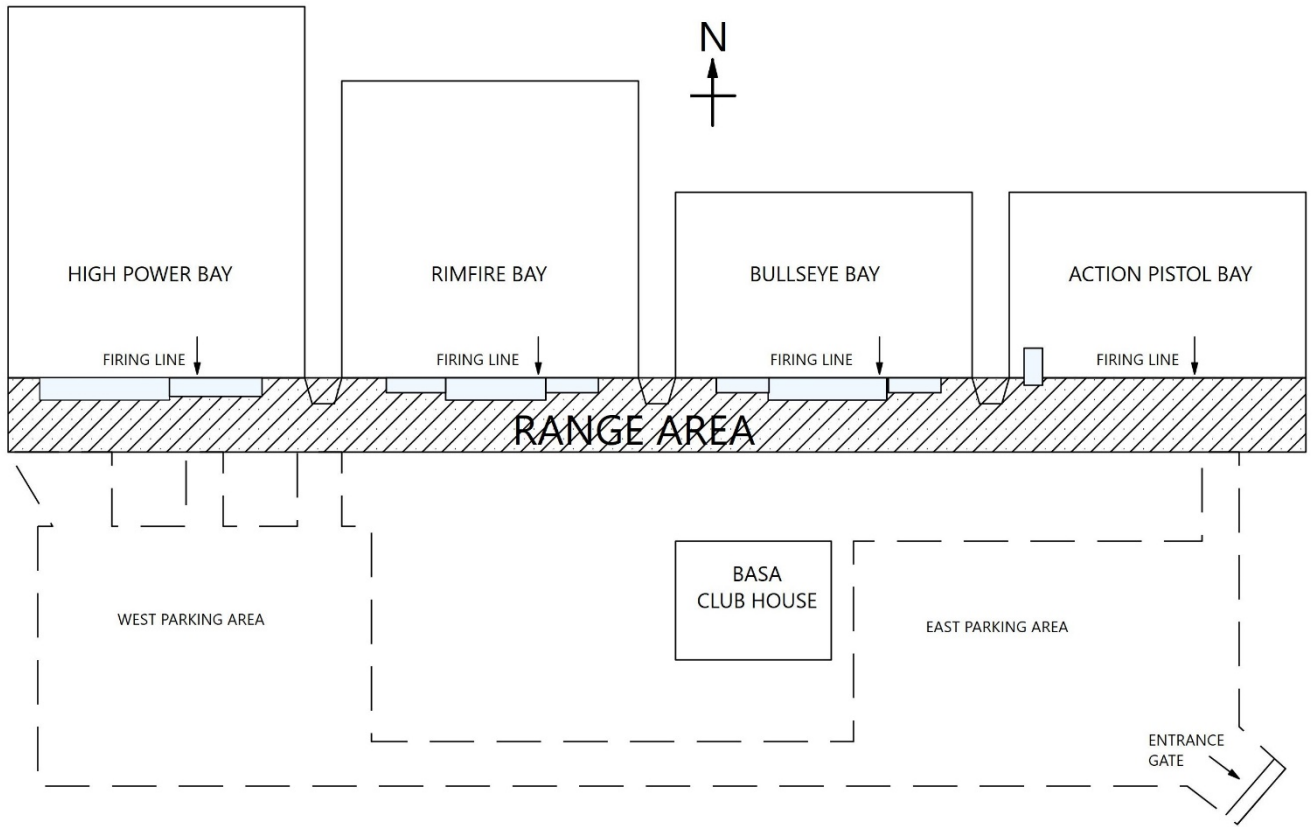 N
HIGH POWER BAY
RIMFIRE BAY
BULLSEYE BAY
ACTION PISTOL BAY
FIRING LINE
FIRING LINE
FIRING LINE
FIRING LINE
RANGE AREA
BASA
CLUB HOUSE
WEST PARKING AREA
EAST PARKING AREA
ENTRANCE
GATE